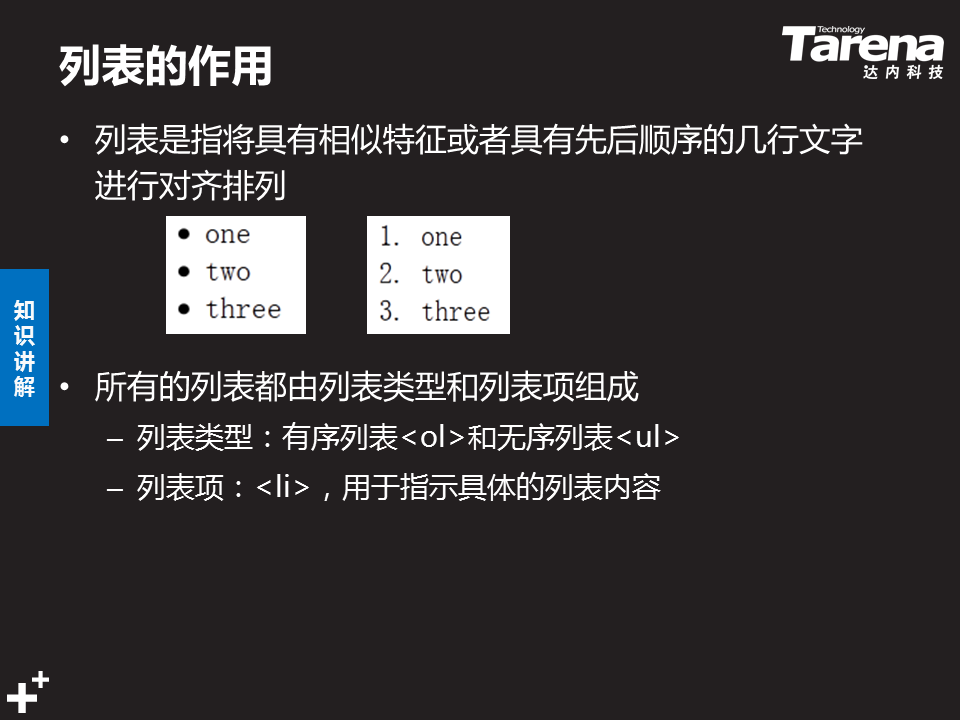 列表的作用
Technology
Tarena
达内科技
• 列表是指将具有相似特征或者具有先后顺序的几行文字
进行对齐排列
● one
● two
● three
1. one
2. two
3. three
知识讲解
• 所有的列表都由列表类型和列表项组成
– 列表类型：有序列表<ol>和无序列表<ul>
– 列表项：<li>，用于指示具体的列表内容